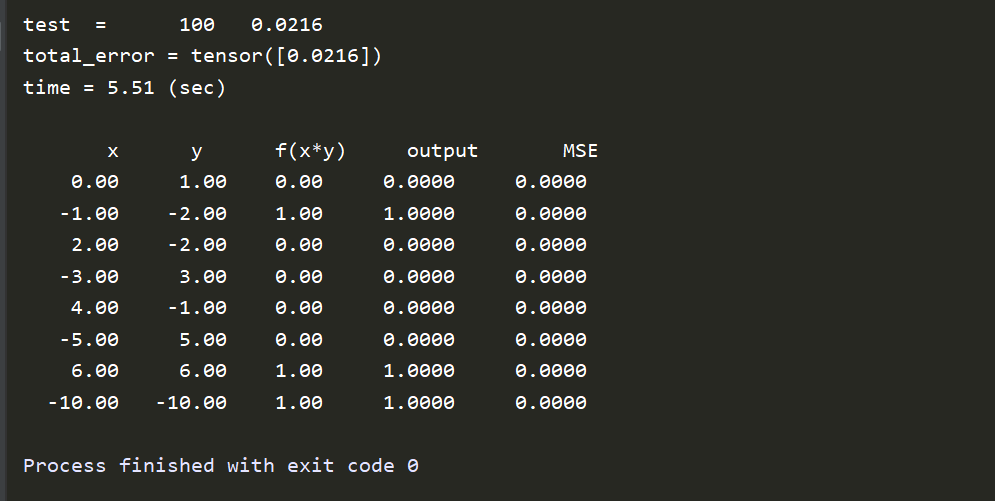 test  =      100   0.0216
total_error = tensor([0.0216])
time = 5.51 (sec)
       x      y      f(x*y)     output       MSE
    0.00     1.00    0.00     0.0000     0.0000
   -1.00    -2.00    1.00     1.0000     0.0000
    2.00    -2.00    0.00     0.0000     0.0000
   -3.00     3.00    0.00     0.0000     0.0000
    4.00    -1.00    0.00     0.0000     0.0000
   -5.00     5.00    0.00     0.0000     0.0000
    6.00     6.00    1.00     1.0000     0.0000
  -10.00   -10.00    1.00     1.0000     0.0000
Process finished with exit code 0